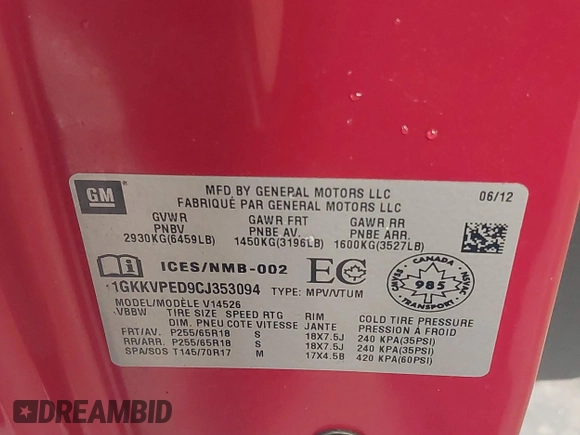 GM
MFD BY GENERAL MOTORS LLC
FABRIQUÉ PAR GENERAL MOTORS LLC
06/12
GVWR GAWR FRT GAWR RR
PNBV PNBE AV. PNBE ARR.
2930KG(6459LB) 1450KG(3196LB) 1600KG(3527LB)
ICES/NMB-002 EC
CANADA
985
TRANSPORT
NSVAC
SNVAC
1GKKVPED9CJ353094 TYPE: MPV/VTUM
MODEL/MODÈLE V14526
VBBW TIRE SIZE SPEED RTG RIM COLD TIRE PRESSURE
DIM. PNEU COTE VITESSE JANTE PRESSION À FROID
FRT/AV. P255/65R18 S 18X7.5J 240 KPA(35PSI)
RR/ARR. P255/65R18 S 18X7.5J 240 KPA(35PSI)
SPA/SOS T145/70R17 M 17X4.5B 420 KPA(60PSI)
DREAMBID